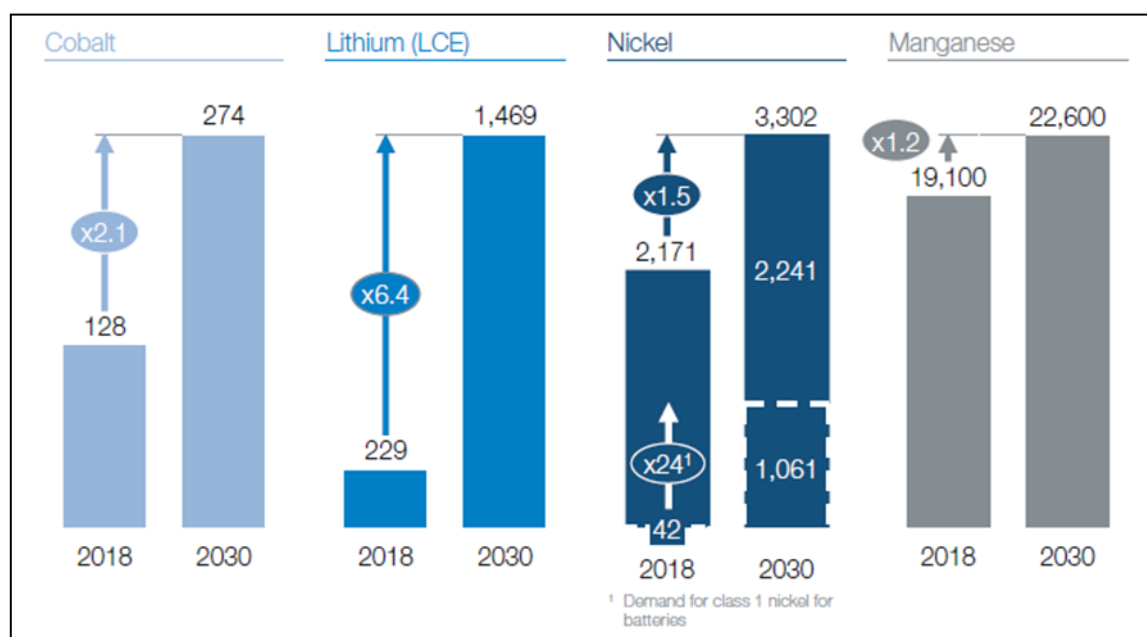 Cobalt
274
x2.1
128
2018 2030
Lithium (LCE)
1,469
x6.4
229
2018 2030
Nickel
3,302
x1.5
2,171
2,241
x24¹
1,061
42
2018 2030
¹ Demand for class 1 nickel for
batteries
Manganese
22,600
x1.2
19,100
2018 2030